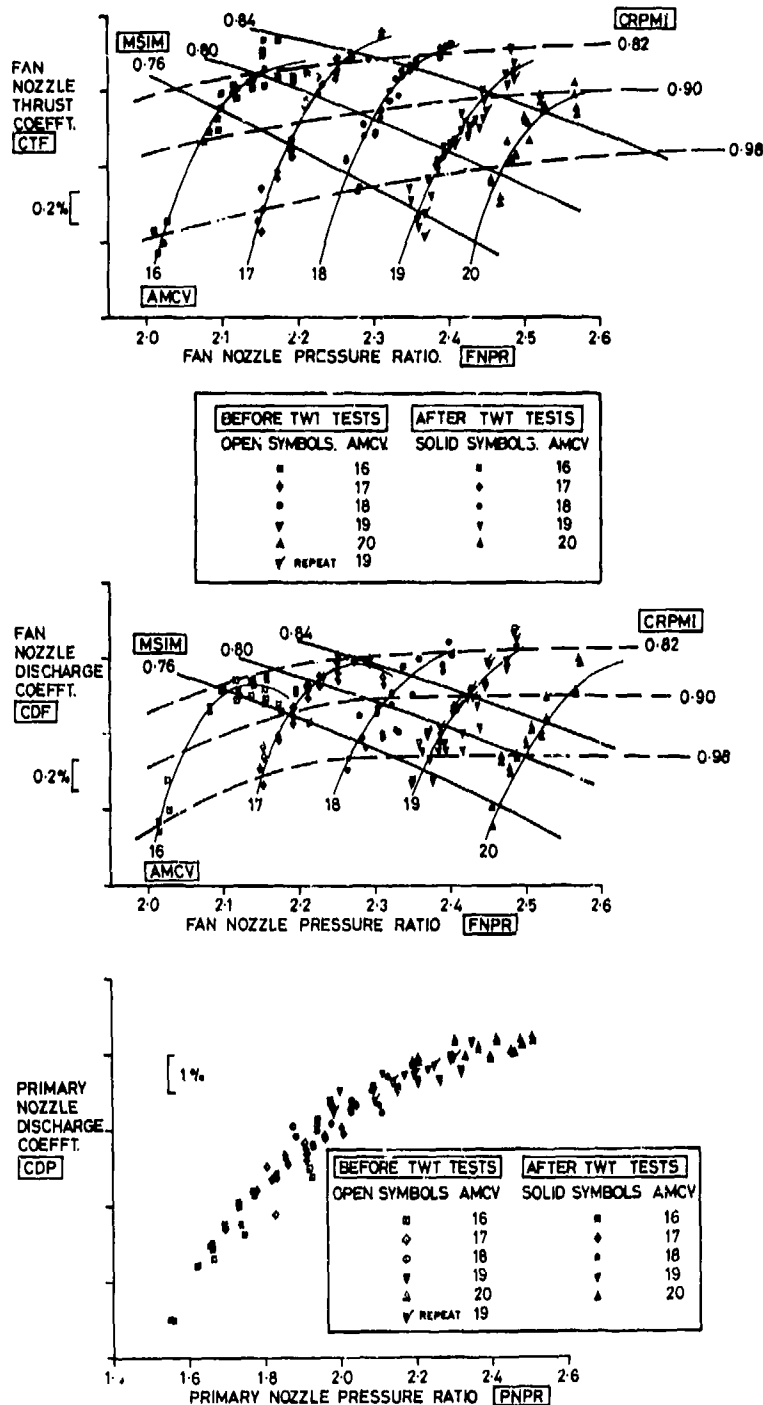 FAN
NOZZLE
THRUST
COEFFT.
CTF
0.2%
MSIM
0·76
0·80
0·84
CRPMI
0·82
0·90
0·98
16
17
18
19
20
AMCV
2·0 2·1 2·2 2·3 2·4 2·5 2·6
FAN NOZZLE PRESSURE RATIO. FNPR
BEFORE TWT TESTS AFTER TWT TESTS
OPEN SYMBOLS. AMCV. SOLID SYMBOLS. AMCV
16 16
17 17
18 18
19 19
20 20
REPEAT 19
FAN
NOZZLE
DISCHARGE
COEFFT.
CDF
0·2%
MSIM
0·76
0·80
0·84
CRPMI
0·82
0·90
0·98
16
17
18
19
20
AMCV
2·0 2·1 2·2 2·3 2·4 2·5 2·6
FAN NOZZLE PRESSURE RATIO FNPR
1%
PRIMARY
NOZZLE
DISCHARGE
COEFFT.
CDP
BEFORE TWT TESTS AFTER TWT TESTS
OPEN SYMBOLS AMCV SOLID SYMBOLS AMCV
16 16
17 17
18 18
19 19
20 20
REPEAT 19
1·6 1·8 2·0 2·2 2·4 2·6
PRIMARY NOZZLE PRESSURE RATIO PNPR